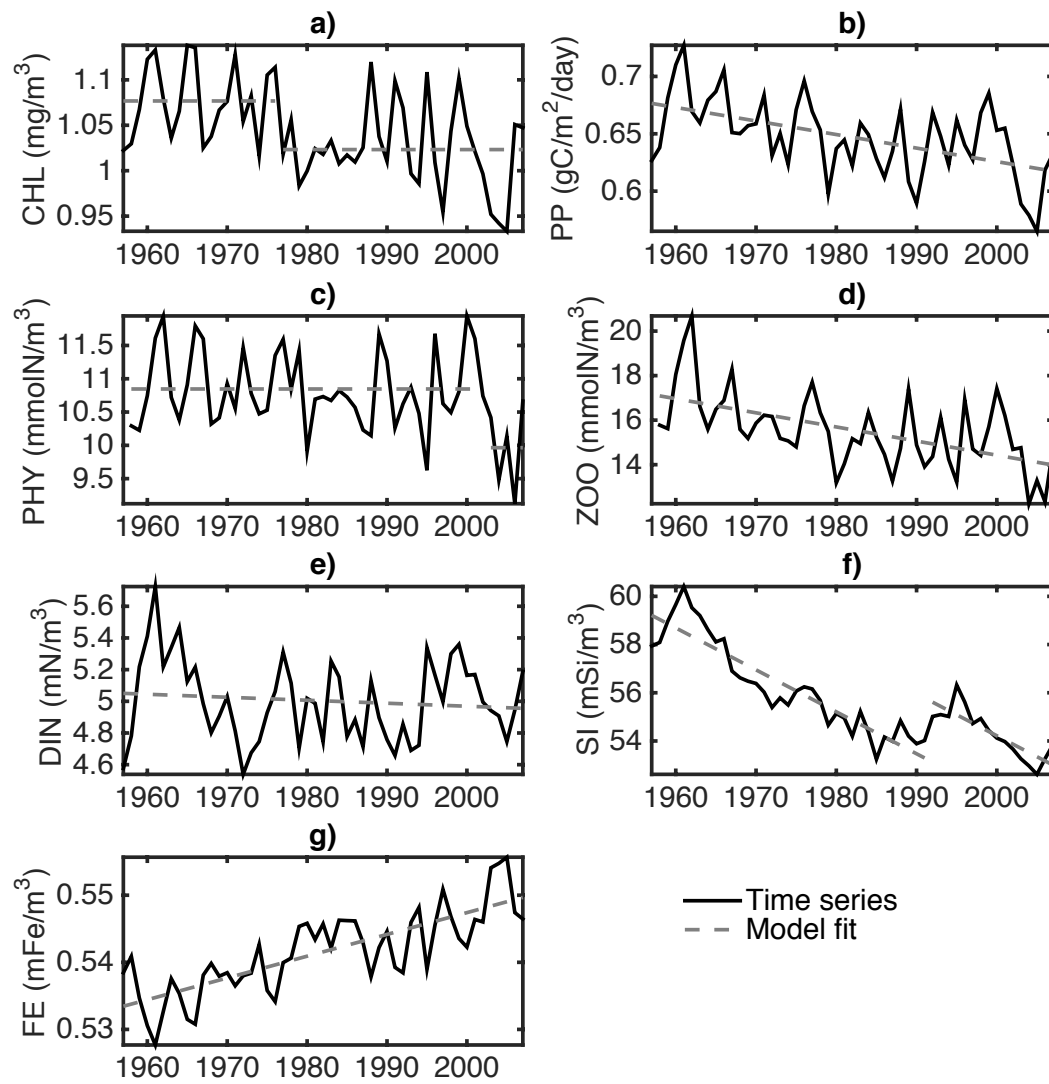 a)
CHL (mg/m³)
1.1
1.05
1
0.95
1960 1970 1980 1990 2000
b)
PP (gC/m²/day)
0.7
0.65
0.6
1960 1970 1980 1990 2000
c)
PHY (mmolN/m³)
11.5
11
10.5
10
9.5
1960 1970 1980 1990 2000
d)
ZOO (mmolN/m³)
20
18
16
14
1960 1970 1980 1990 2000
e)
DIN (mN/m³)
5.6
5.4
5.2
5
4.8
4.6
1960 1970 1980 1990 2000
f)
SI (mSi/m³)
60
58
56
54
1960 1970 1980 1990 2000
g)
FE (mFe/m³)
0.55
0.54
0.53
1960 1970 1980 1990 2000
Time series
Model fit